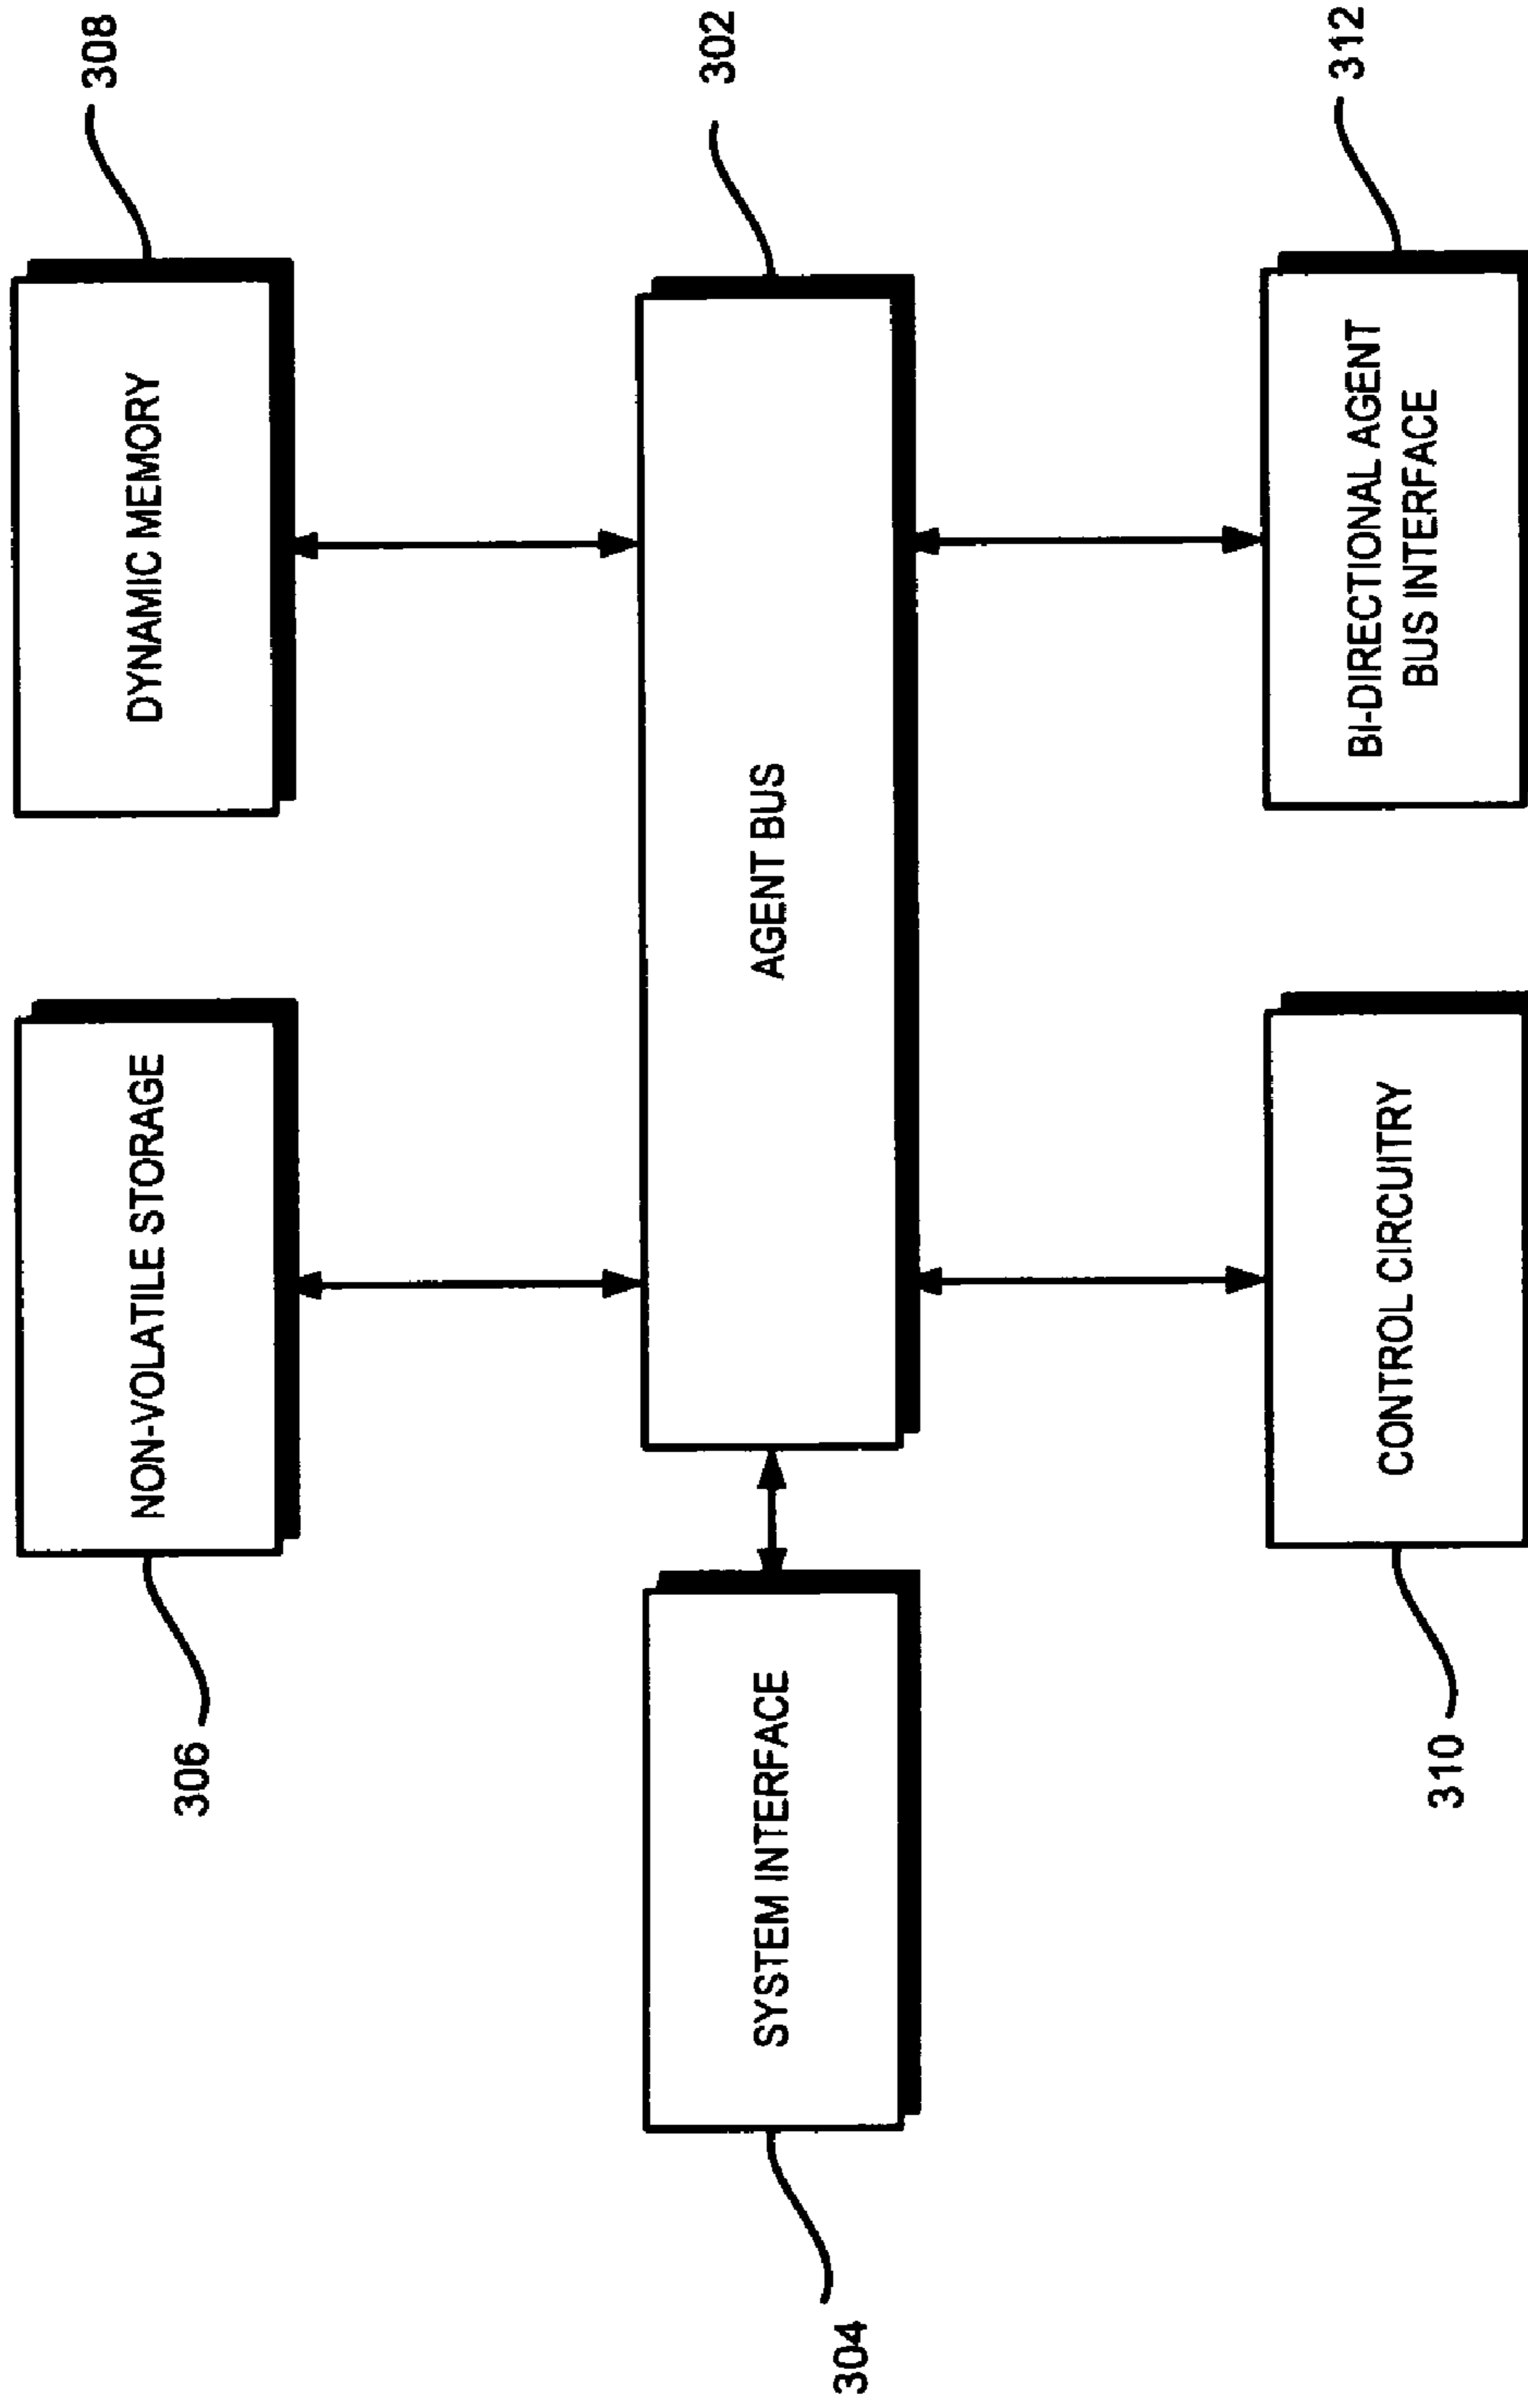 306
NON-VOLATILE STORAGE
DYNAMIC MEMORY
308
304
SYSTEM INTERFACE
AGENT BUS
302
310
CONTROL CIRCUITRY
BI-DIRECTIONAL AGENT
BUS INTERFACE
312